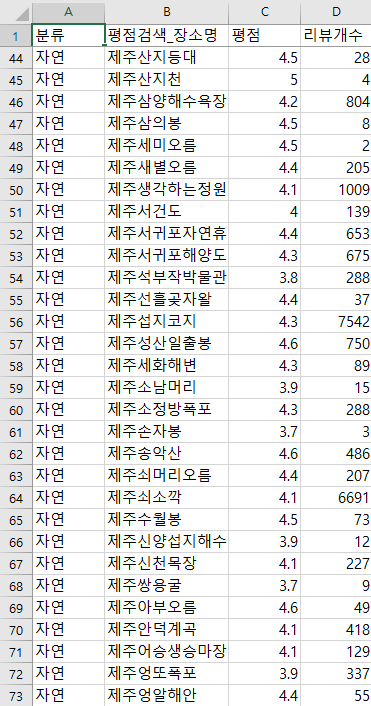 A B C D
1 분류 평점검색_장소명 평점 리뷰개수
44 자연 제주산지등대 4.5 28
45 자연 제주산지천 5 4
46 자연 제주삼양해수욕장 4.2 804
47 자연 제주삼의봉 4.5 8
48 자연 제주세미오름 4.5 2
49 자연 제주새별오름 4.4 205
50 자연 제주생각하는정원 4.1 1009
51 자연 제주서건도 4 139
52 자연 제주서귀포자연휴 4.4 653
53 자연 제주서귀포해양도 4.3 675
54 자연 제주석부작박물관 3.8 288
55 자연 제주선흘곶자왈 4.4 37
56 자연 제주섭지코지 4.3 7542
57 자연 제주성산일출봉 4.6 750
58 자연 제주세화해변 4.3 89
59 자연 제주소남머리 3.9 15
60 자연 제주소정방폭포 4.3 288
61 자연 제주손자봉 3.7 3
62 자연 제주송악산 4.6 486
63 자연 제주쇠머리오름 4.4 207
64 자연 제주쇠소깍 4.1 6691
65 자연 제주수월봉 4.5 73
66 자연 제주신양섭지해수 3.9 12
67 자연 제주신천목장 4.1 227
68 자연 제주쌍용굴 3.7 9
69 자연 제주아부오름 4.6 49
70 자연 제주안덕계곡 4.1 418
71 자연 제주어승생승마장 4.1 129
72 자연 제주엉또폭포 3.9 337
73 자연 제주엉알해안 4.4 55